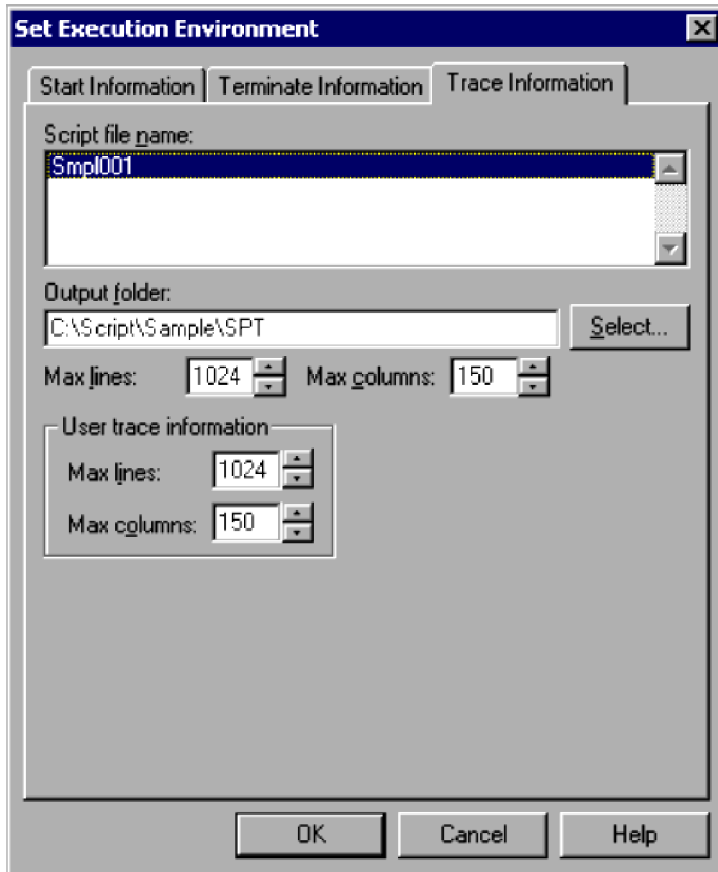 Set Execution Environment
Start Information Terminate Information Trace Information
Script file name:
Smpl001
Output folder:
C:\Script\Sample\SPT Select...
Max lines: 1024 Max columns: 150
User trace information
Max lines: 1024
Max columns: 150
OK Cancel Help